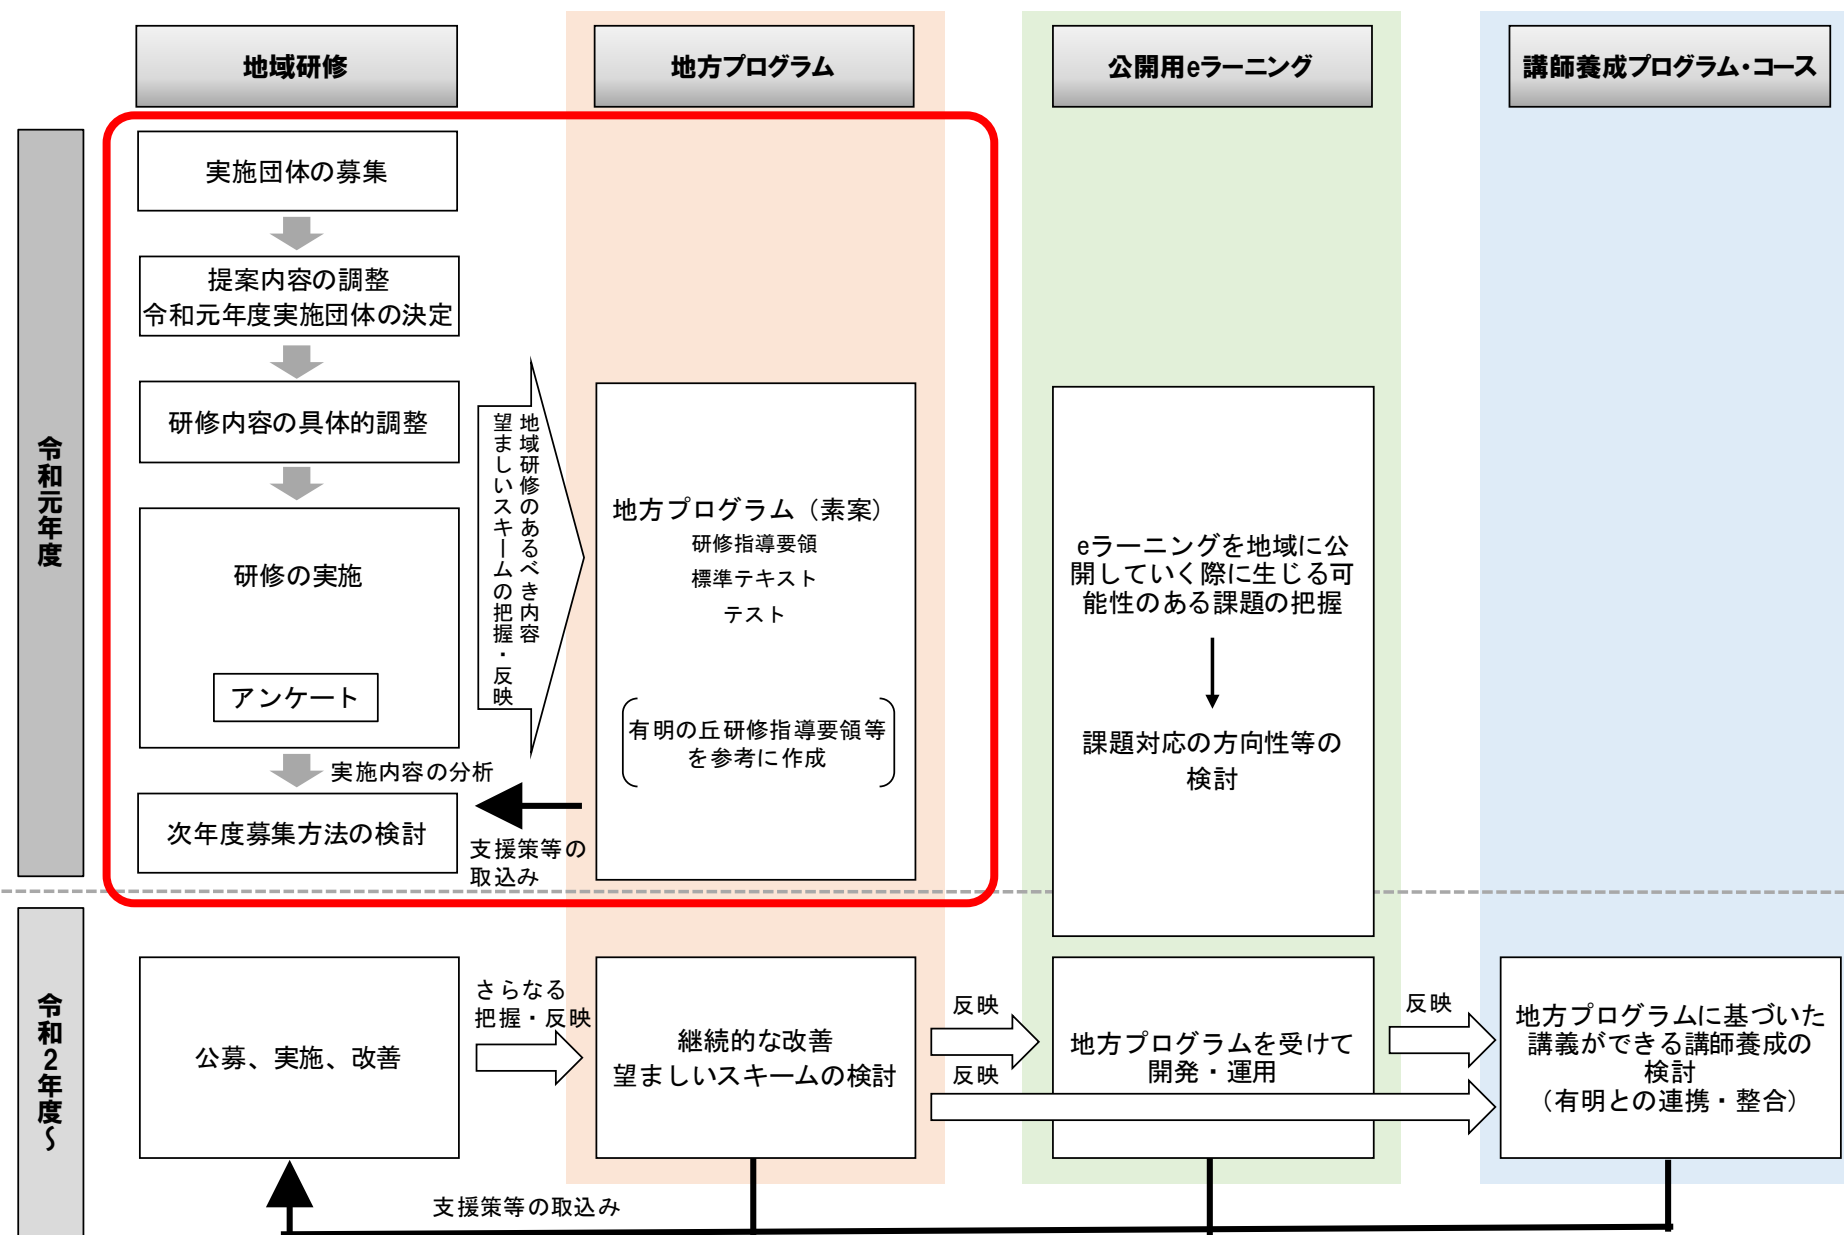 地域研修
地方プログラム
公開用eラーニング
講師養成プログラム・コース
令和元年度
実施団体の募集
提案内容の調整
令和元年度実施団体の決定
研修内容の具体的調整
研修の実施
アンケート
実施内容の分析
次年度募集方法の検討
地域研修のあるべき内容
望ましいスキームの把握・反映
地方プログラム（素案）
研修指導要領
標準テキスト
テスト
有明の丘研修指導要領等
を参考に作成
支援策等の
取込み
eラーニングを地域に公
開していく際に生じる可
能性のある課題の把握
課題対応の方向性等の
検討
令和2年度～
公募、実施、改善
さらなる
把握・反映
継続的な改善
望ましいスキームの検討
反映
反映
地方プログラムを受けて
開発・運用
反映
地方プログラムに基づいた
講義ができる講師養成の
検討
（有明との連携・整合）
支援策等の取込み